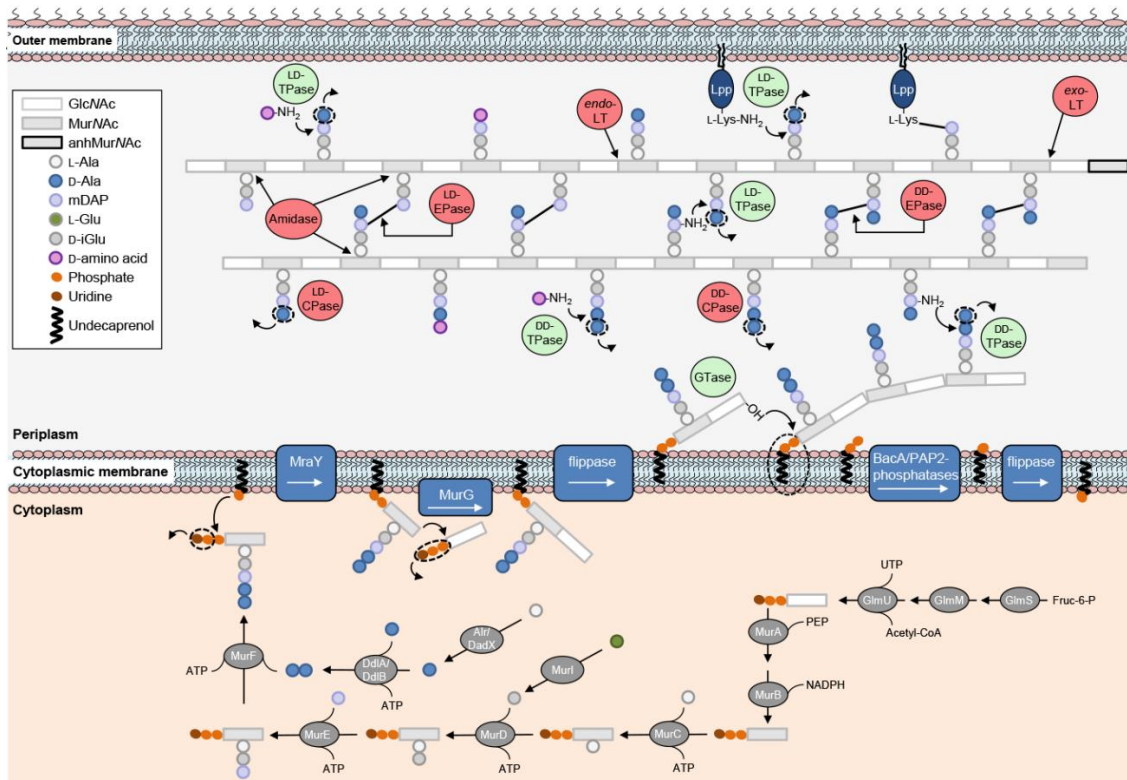 Outer membrane
GlcNAc
MurNAc
anhMurNAc
L-Ala
D-Ala
mDAP
L-Glu
D-iGlu
D-amino acid
Phosphate
Uridine
Undecaprenol
LD-
TPase
-NH2
endo-
LT
Lpp
L-Lys-NH2
LD-
TPase
Lpp
L-Lys
exo-
LT
Amidase
LD-
EPase
-NH2
LD-
TPase
DD-
EPase
LD-
CPase
-NH2
DD-
TPase
DD-
CPase
-NH2
DD-
TPase
GTase
-OH
Periplasm
Cytoplasmic membrane
Cytoplasm
MraY
MurG
flippase
BacA/PAP2-
phosphatases
flippase
UTP
GlmU
GlmM
GlmS
Fruc-6-P
Acetyl-CoA
MurA
PEP
MurB
NADPH
Alr/
DadX
MurI
DdlA/
DdlB
ATP
MurF
ATP
MurE
ATP
MurD
ATP
MurC
ATP